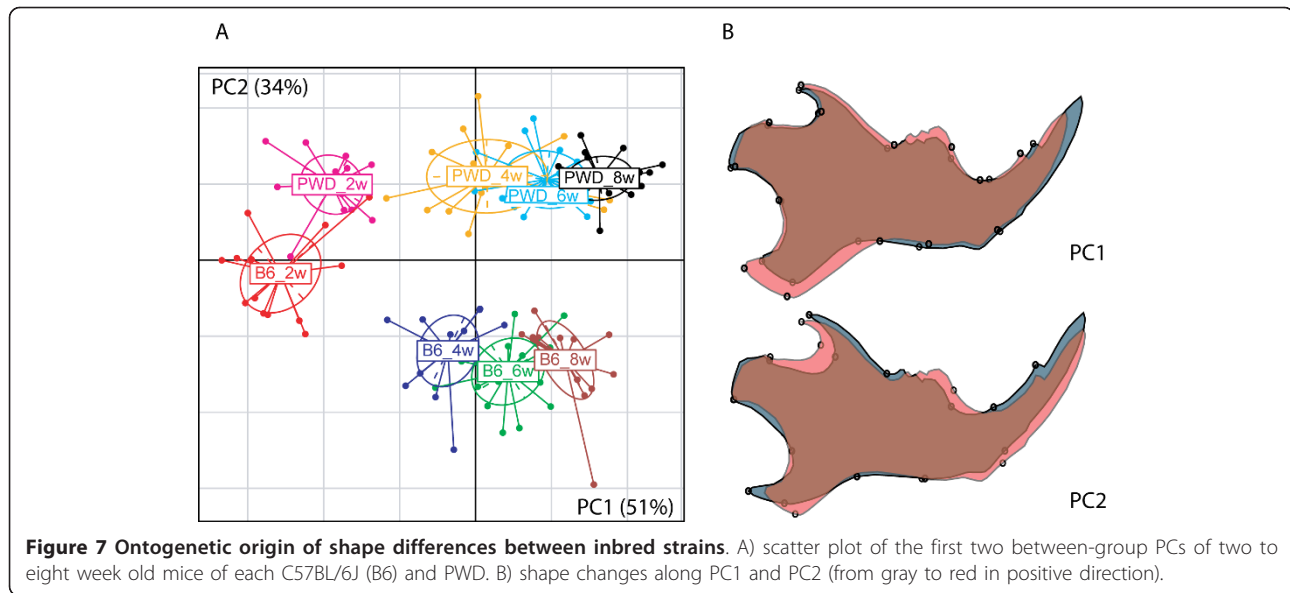 A
B
PC2 (34%)
PWD_2w
PWD_4w
PWD_6w
PWD_8w
B6_2w
B6_4w
B6_6w
B6_8w
PC1 (51%)
PC1
PC2
Figure 7 Ontogenetic origin of shape differences between inbred strains. A) scatter plot of the first two between-group PCs of two to
eight week old mice of each C57BL/6J (B6) and PWD. B) shape changes along PC1 and PC2 (from gray to red in positive direction).